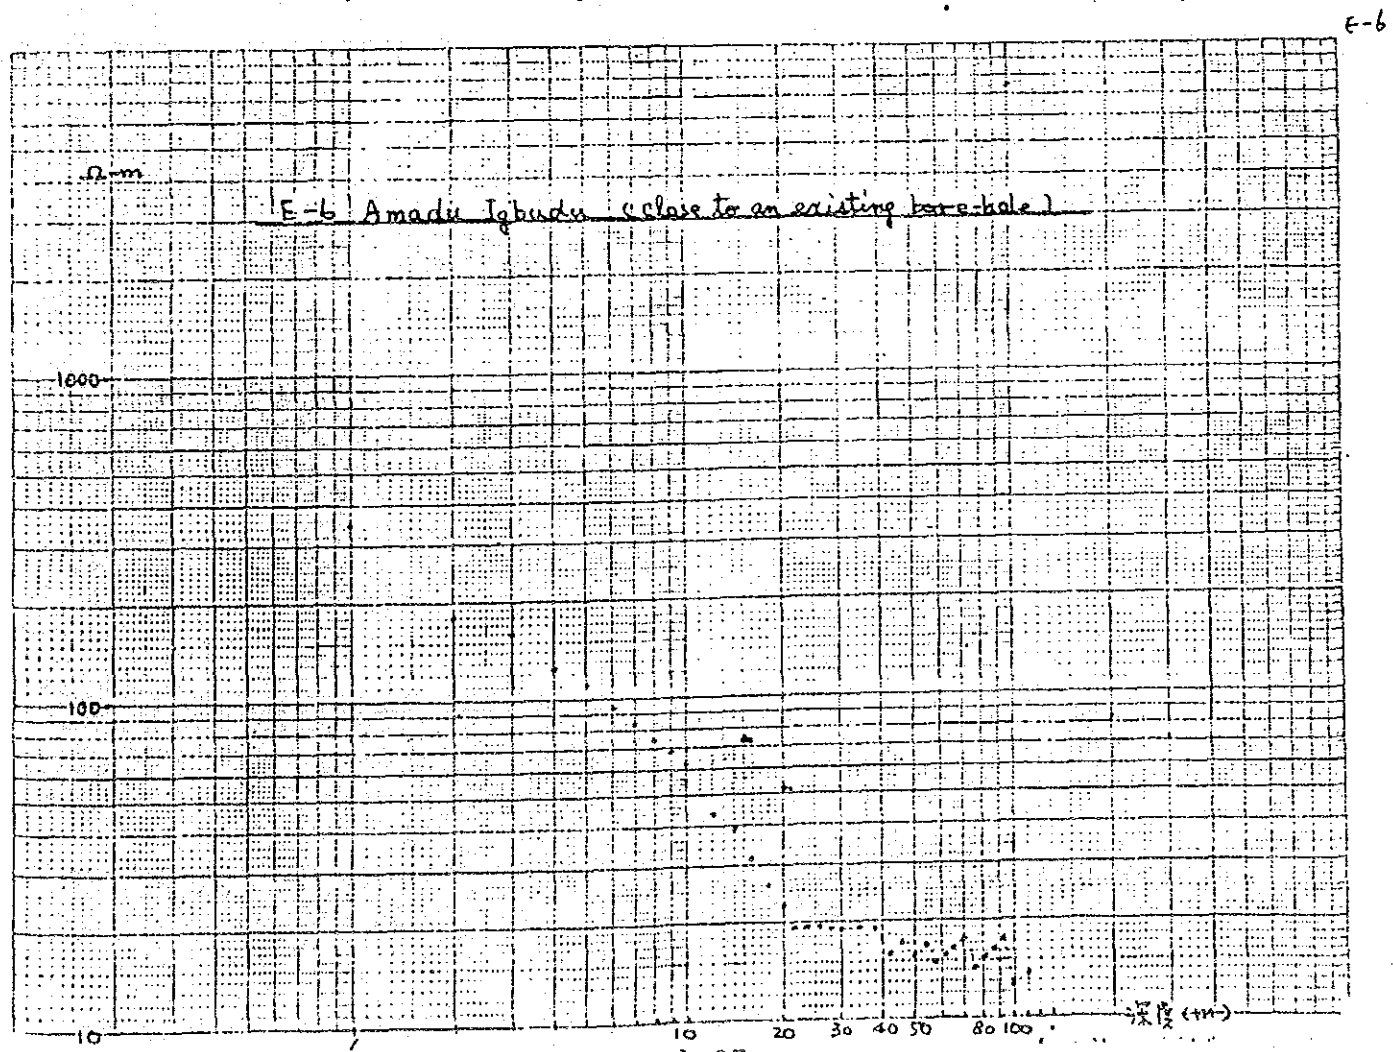 E-6
Ω-m
E-6 Amadu Igbudu (close to an existing bore-hole)
1000
100
10
1 10 20 30 40 50 80 100
深度(m)